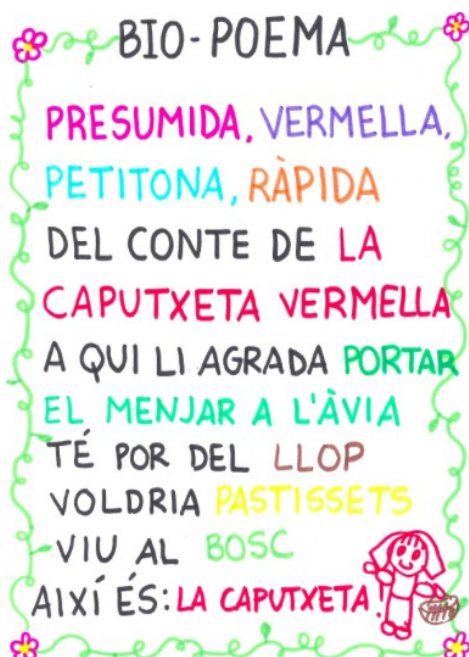 BIO-POEMA
PRESUMIDA, VERMELLA,
PETITONA, RÀPIDA
DEL CONTE DE LA
CAPUTXETA VERMELLA
A QUI LI AGRADA PORTAR
EL MENJAR A L'ÀVIA
TÉ POR DEL LLOP
VOLDRIA PASTISSETS
VIU AL BOSC
AIXÍ ÉS: LA CAPUTXETA!